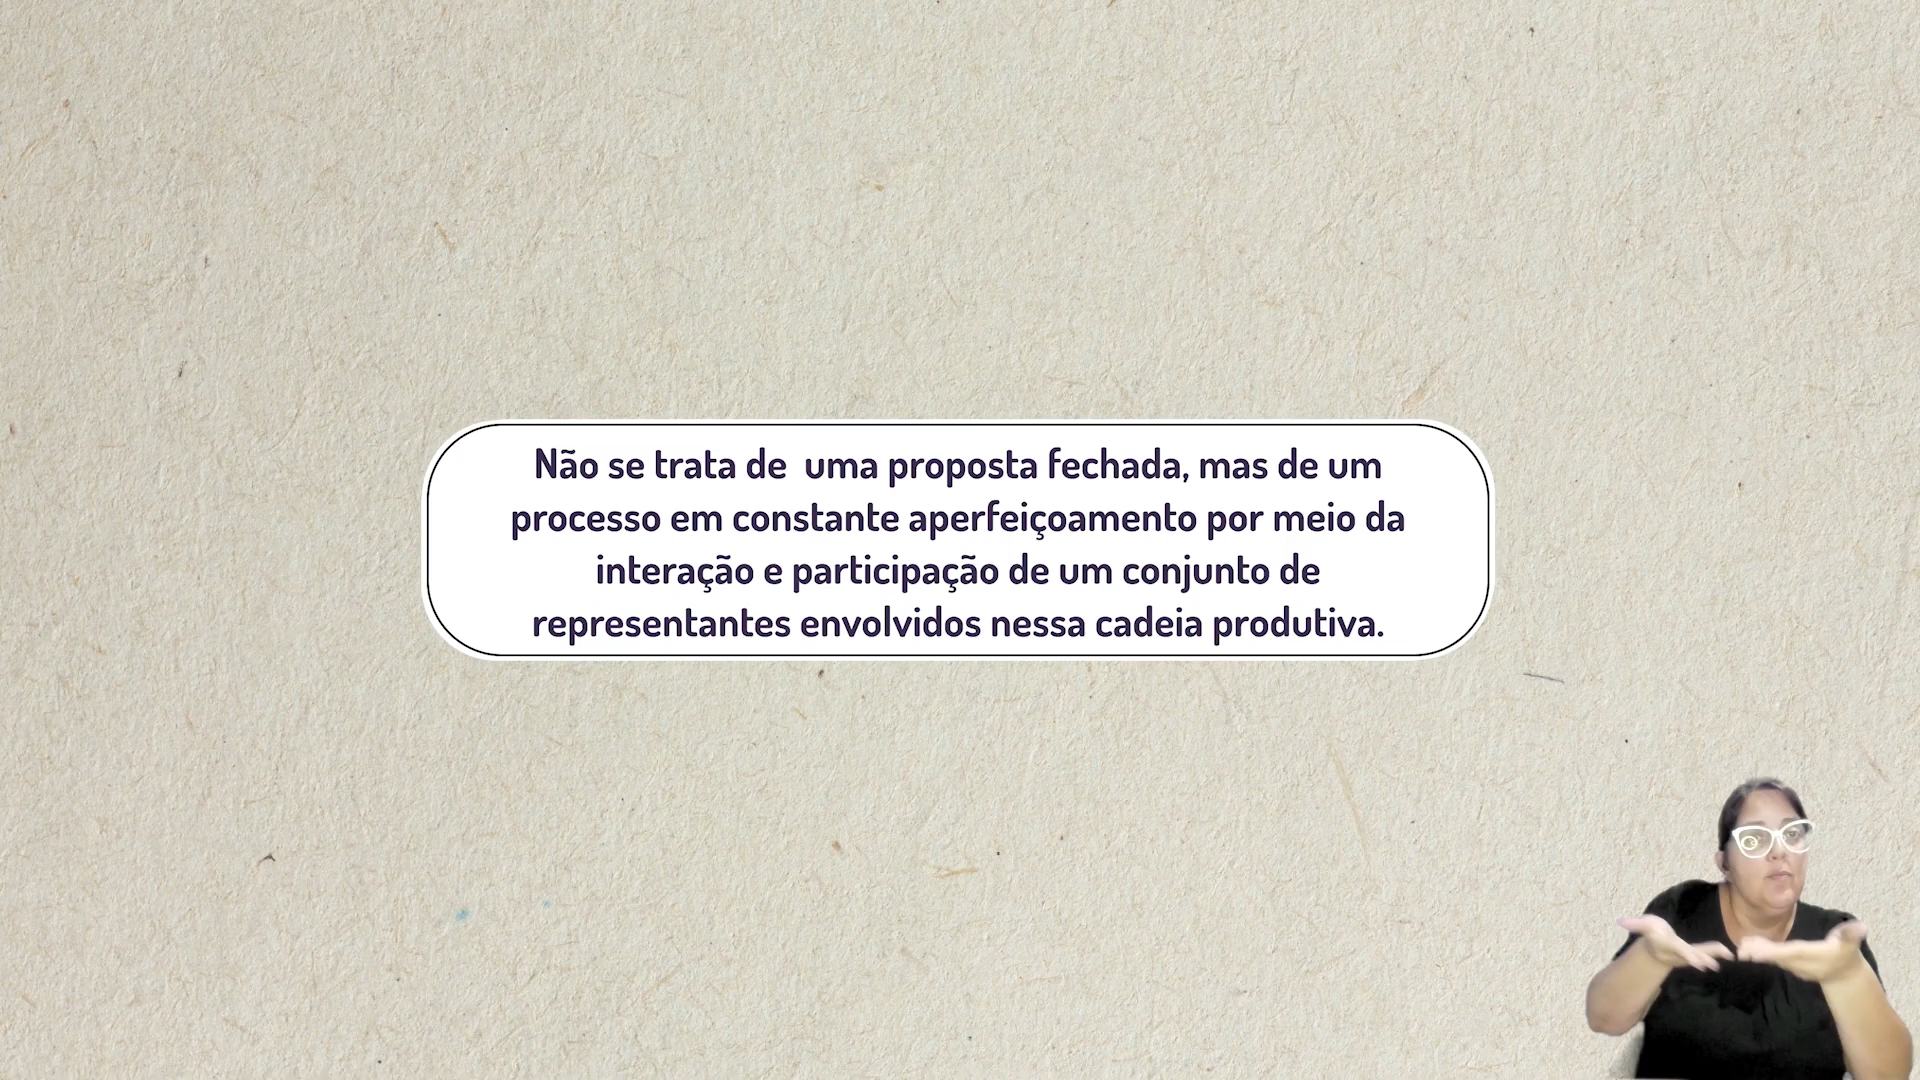 Não se trata de  uma proposta fechada, mas de um
processo em constante aperfeiçoamento por meio da
interação e participação de um conjunto de
representantes envolvidos nessa cadeia produtiva.